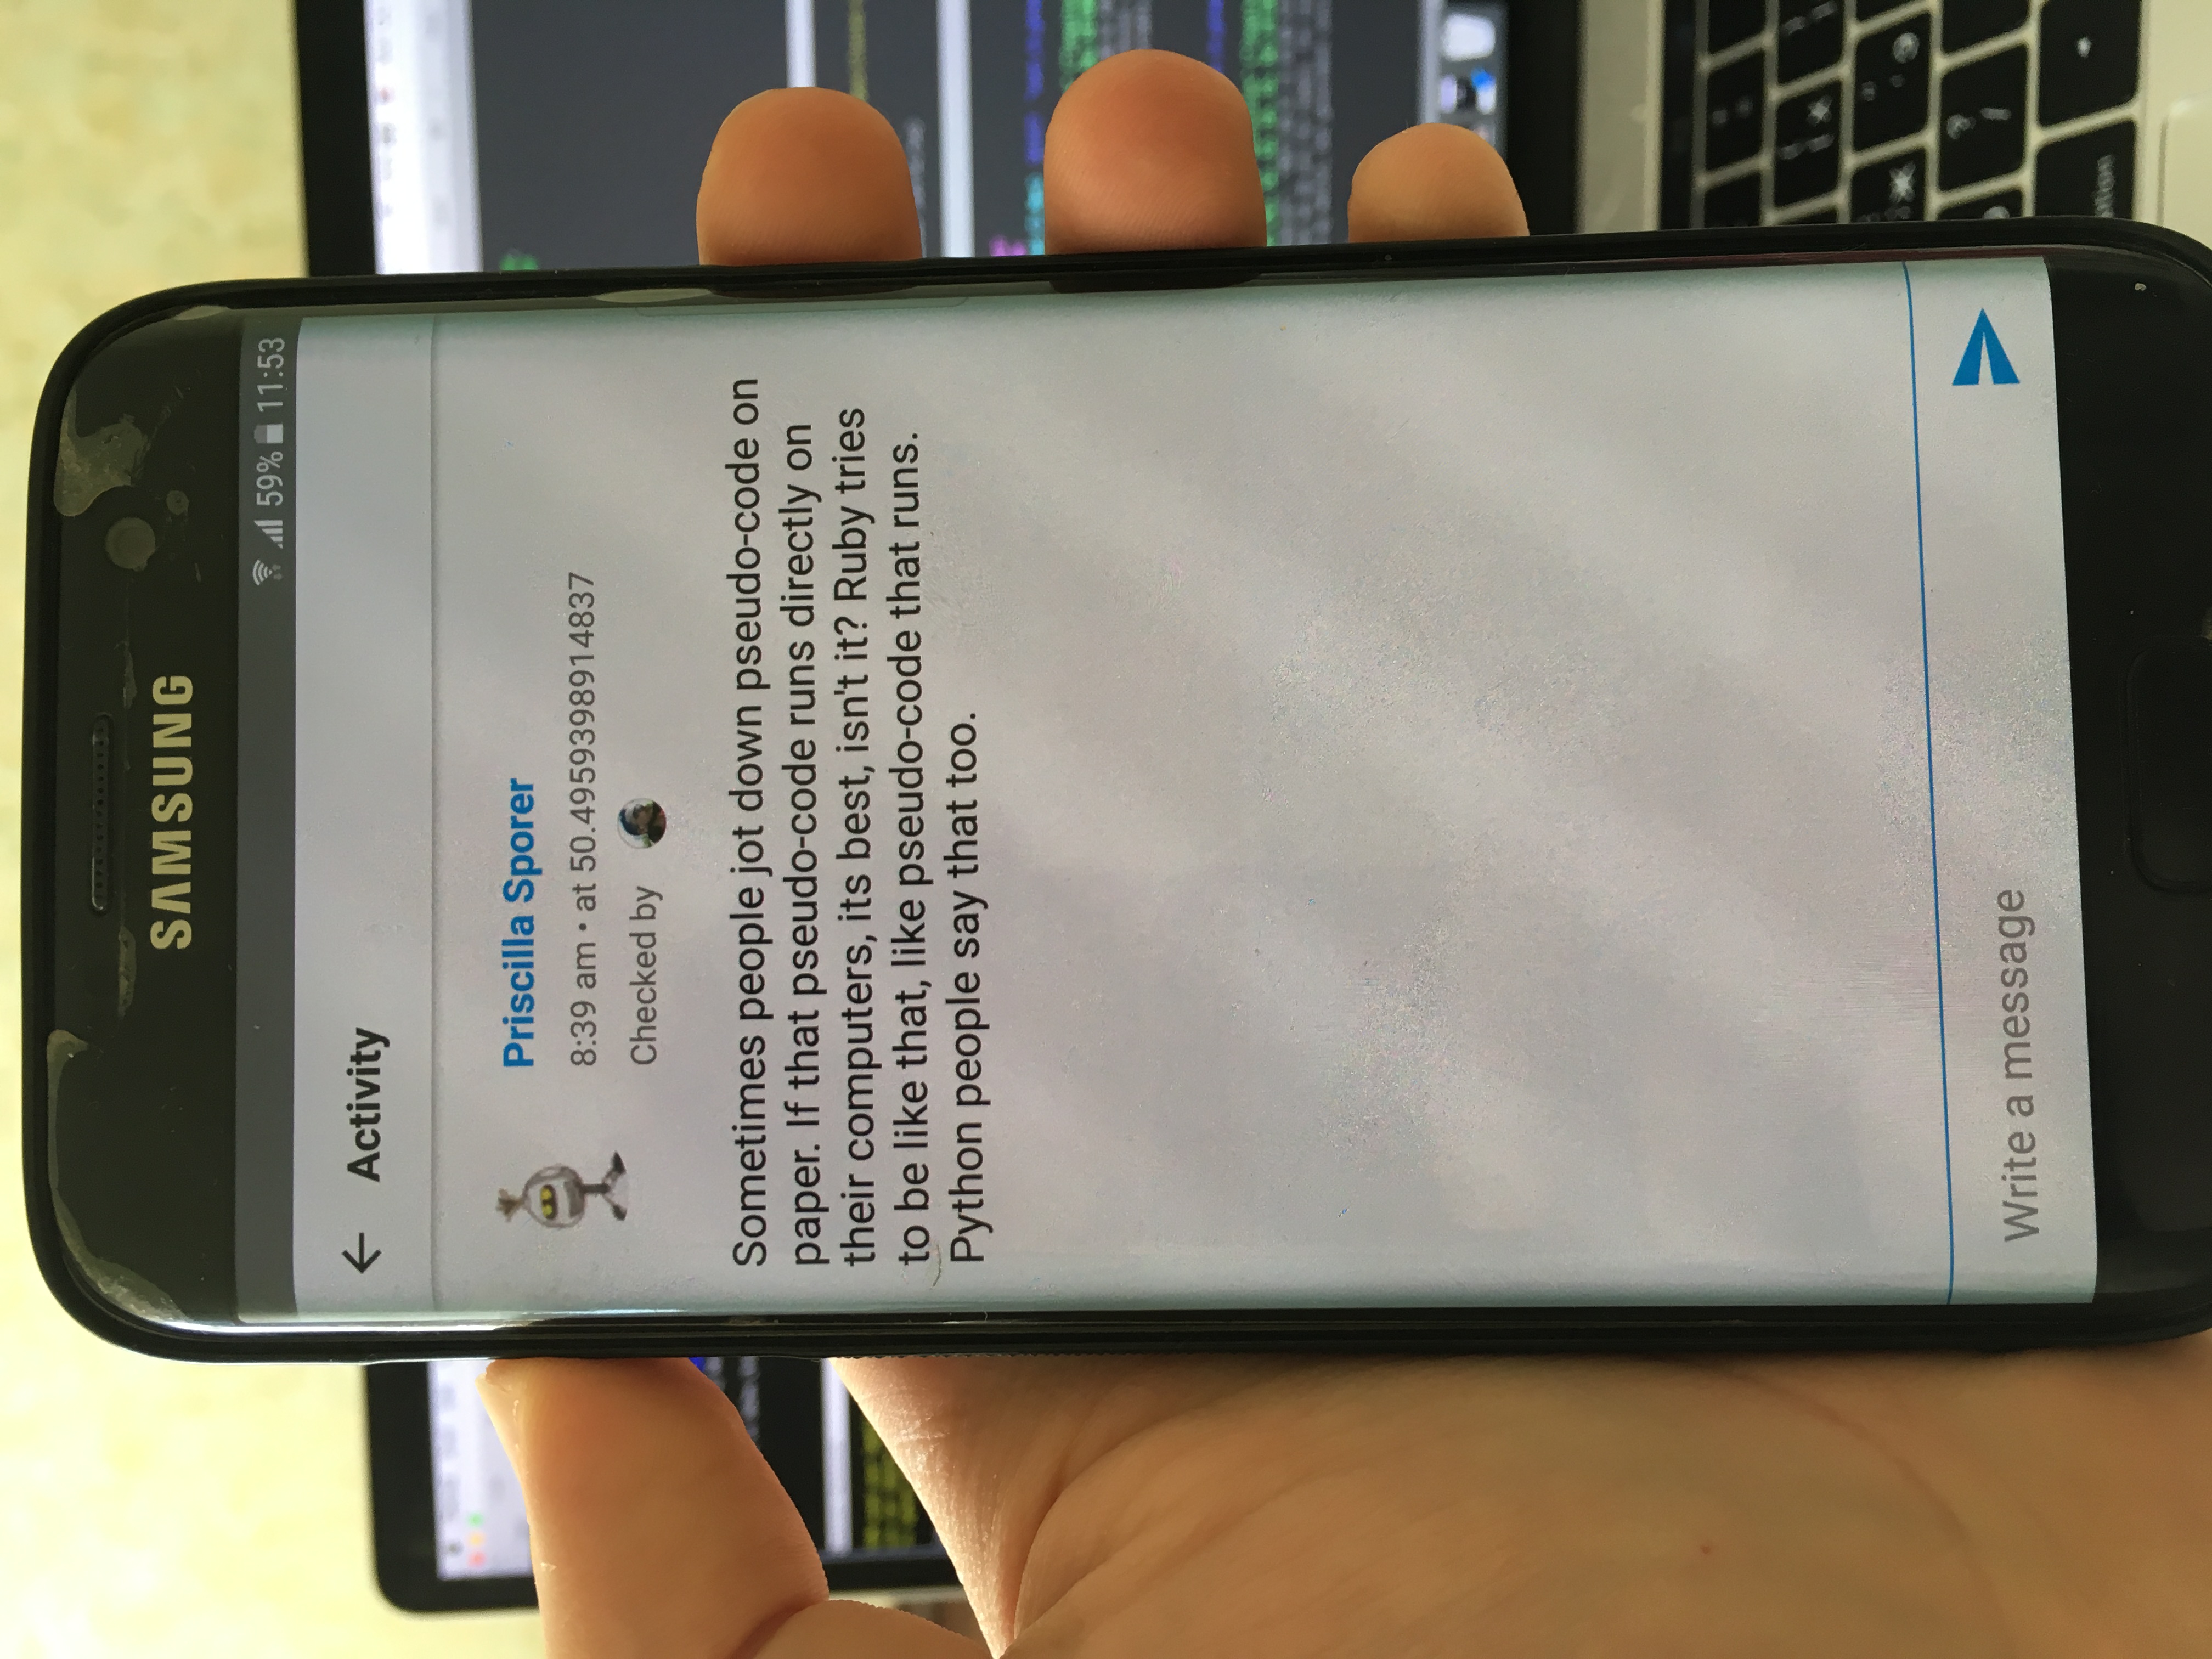 SAMSUNG
59% 11:53
Activity
Priscilla Sporer
8:39 am • at 50.4959398914837
Checked by
Sometimes people jot down pseudo-code on
paper. If that pseudo-code runs directly on
their computers, its best, isn't it? Ruby tries
to be like that, like pseudo-code that runs.
Python people say that too.
Write a message